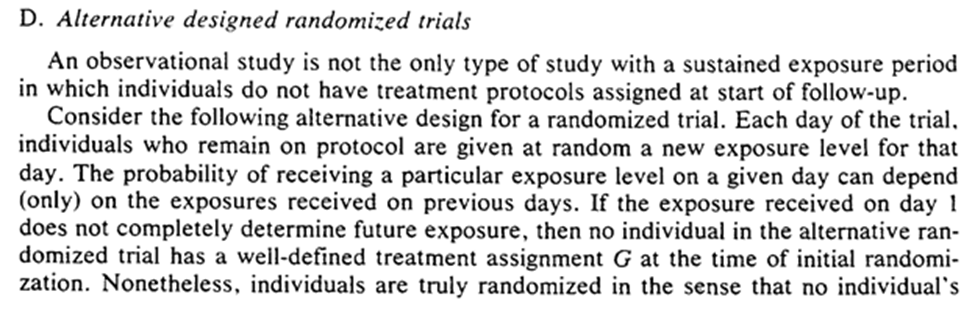 D. Alternative designed randomized trials
An observational study is not the only type of study with a sustained exposure period
in which individuals do not have treatment protocols assigned at start of follow-up.
Consider the following alternative design for a randomized trial. Each day of the trial,
individuals who remain on protocol are given at random a new exposure level for that
day. The probability of receiving a particular exposure level on a given day can depend
(only) on the exposures received on previous days. If the exposure received on day 1
does not completely determine future exposure, then no individual in the alternative ran-
domized trial has a well-defined treatment assignment G at the time of initial randomi-
zation. Nonetheless, individuals are truly randomized in the sense that no individual's